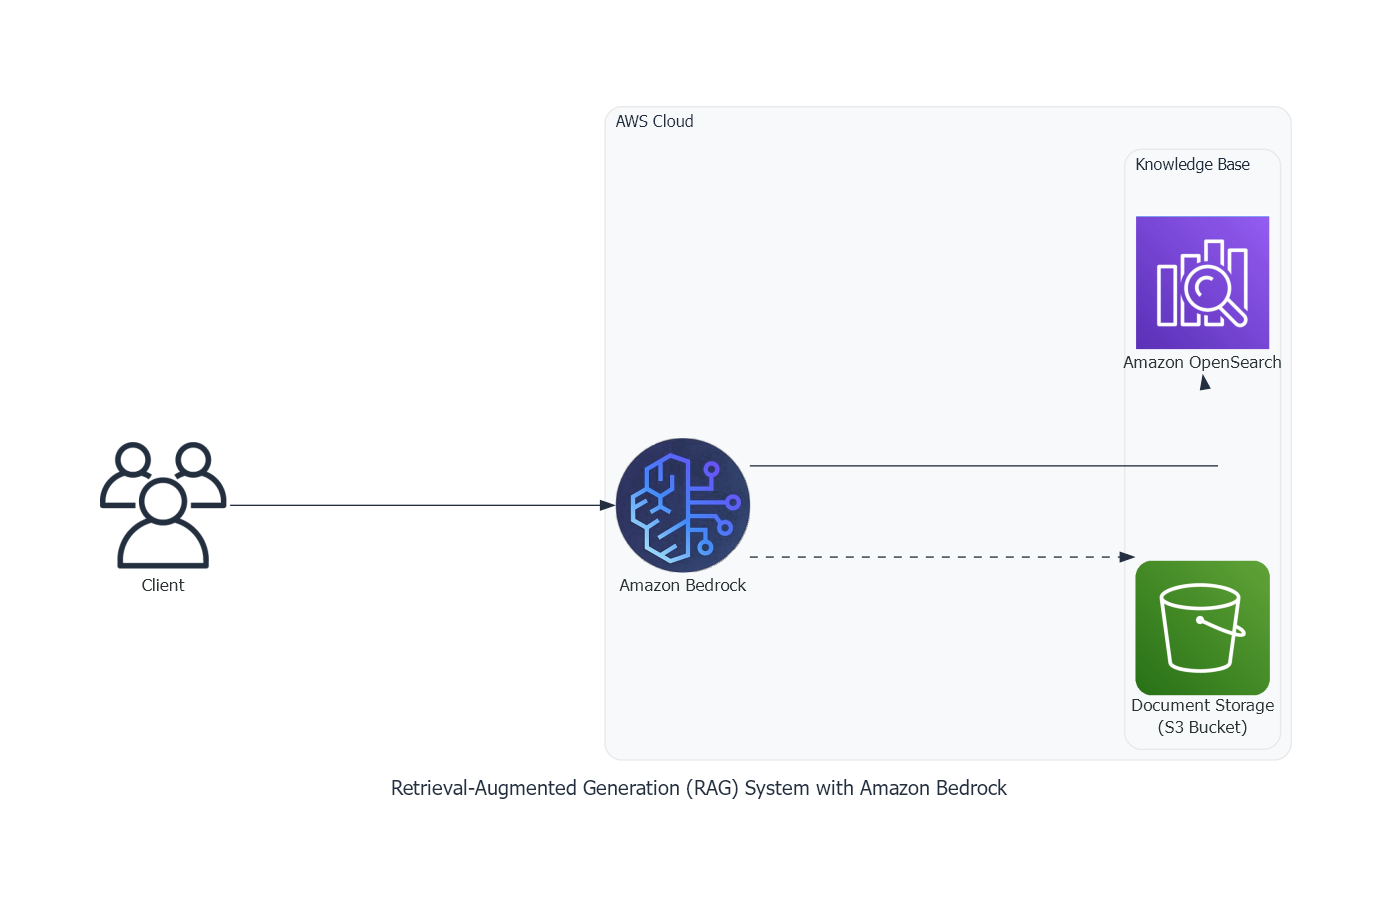 AWS Cloud
Knowledge Base
Amazon OpenSearch
Client
Amazon Bedrock
Document Storage
(S3 Bucket)
Retrieval-Augmented Generation (RAG) System with Amazon Bedrock